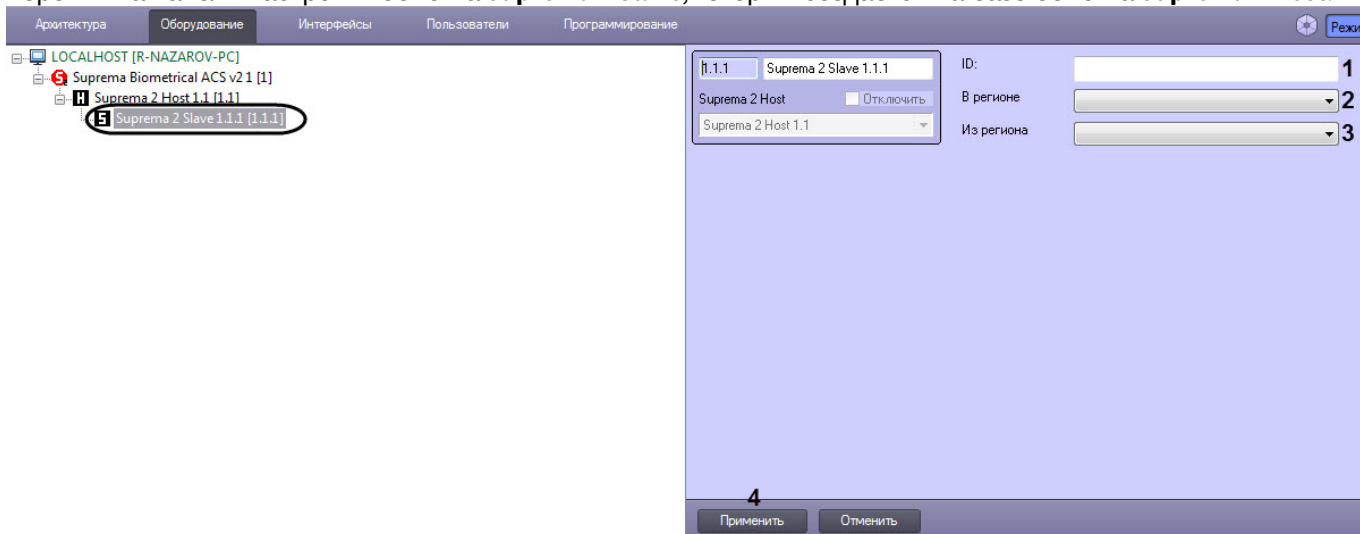 Архитектура Оборудование Интерфейсы Пользователи Программирование
LOCALHOST [R-NAZAROV-PC]
Suprema Biometrical ACS v2 1 [1]
Suprema 2 Host 1.1 [1.1]
Suprema 2 Slave 1.1.1 [1.1.1]
1.1.1 Suprema 2 Slave 1.1.1
Suprema 2 Host Отключить
Suprema 2 Host 1.1
ID: 1
В регионе 2
Из региона 3
4
Применить Отменить